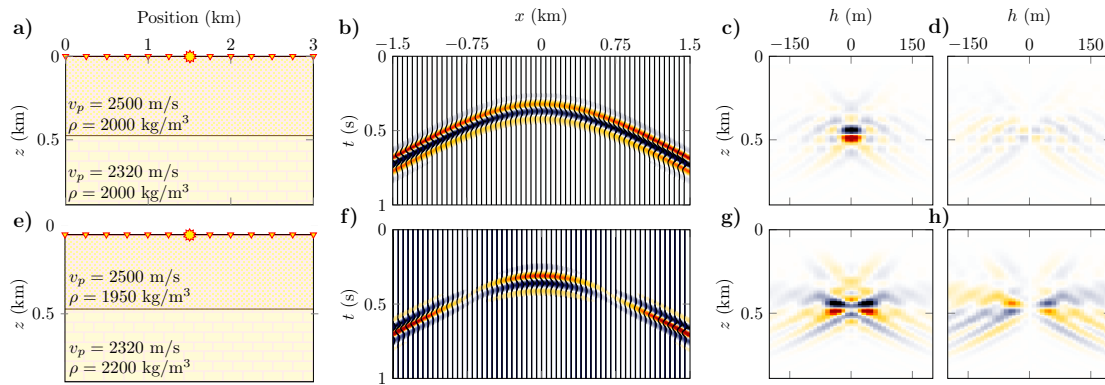 Position (km)
x (km)
h (m)
h (m)
a)
b)
c)
d)
0 1 2 3
−1.5 −0.75 0 0.75 1.5
−150 0 150
−150 0 150
0
0.5
z (km)
v_p = 2500 m/s
ρ = 2000 kg/m³
v_p = 2320 m/s
ρ = 2000 kg/m³
0
0.5
1
t (s)
0
0.5
z (km)
e)
f)
g)
h)
0
0.5
z (km)
v_p = 2500 m/s
ρ = 1950 kg/m³
v_p = 2320 m/s
ρ = 2200 kg/m³
0
0.5
1
t (s)
0
0.5
z (km)